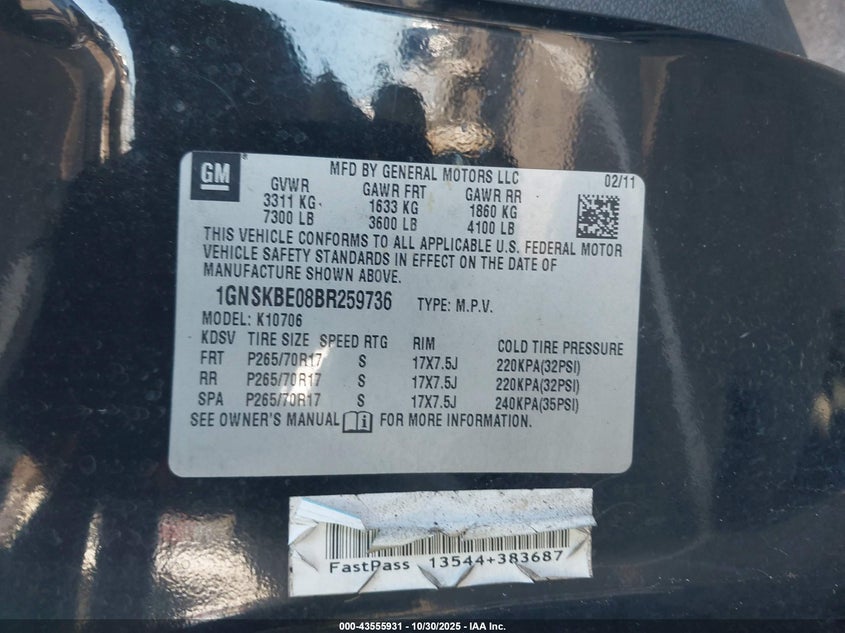 GM
MFD BY GENERAL MOTORS LLC 02/11
GVWR GAWR FRT GAWR RR
3311 KG 1633 KG 1860 KG
7300 LB 3600 LB 4100 LB
THIS VEHICLE CONFORMS TO ALL APPLICABLE U.S. FEDERAL MOTOR
VEHICLE SAFETY STANDARDS IN EFFECT ON THE DATE OF
MANUFACTURE SHOWN ABOVE.
1GNSKBE08BR259736 TYPE: M.P.V.
MODEL: K10706
KDSV TIRE SIZE SPEED RTG RIM COLD TIRE PRESSURE
FRT P265/70R17 S 17X7.5J 220KPA(32PSI)
RR P265/70R17 S 17X7.5J 220KPA(32PSI)
SPA P265/70R17 S 17X7.5J 240KPA(35PSI)
SEE OWNER'S MANUAL FOR MORE INFORMATION.
FastPass 13544+383687
000-43555931 - 10/30/2025 - IAA Inc.